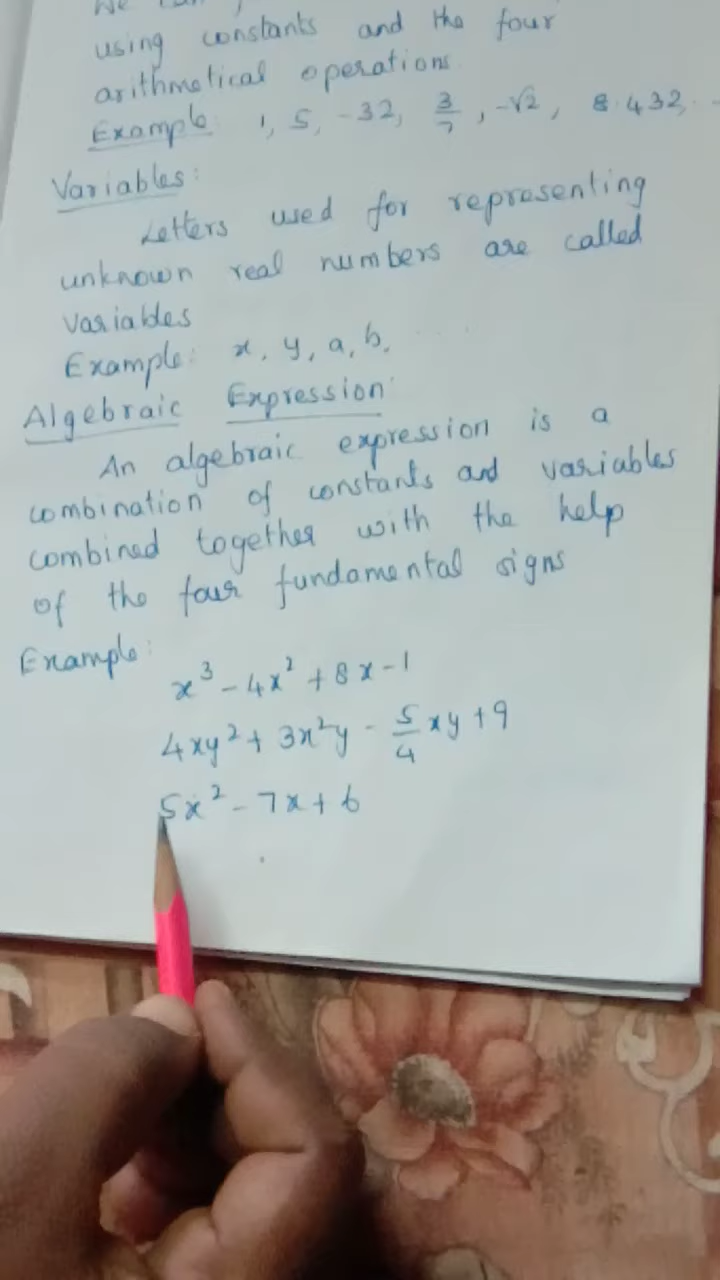 We can
using constants and the four
arithmetical operations
Example 1, 5, -32, 3/7, -√2, 8.432, ..
Variables:
Letters used for representing
unknown real numbers are called
Variables
Example: x, y, a, b, ....
Algebraic Expression:
An algebraic expression is a
combination of constants and variables
combined together with the help
of the four fundamental signs
Example:
x³ - 4x² + 8x - 1
4xy² + 3x²y - 5/4 xy + 9
5x² - 7x + 6